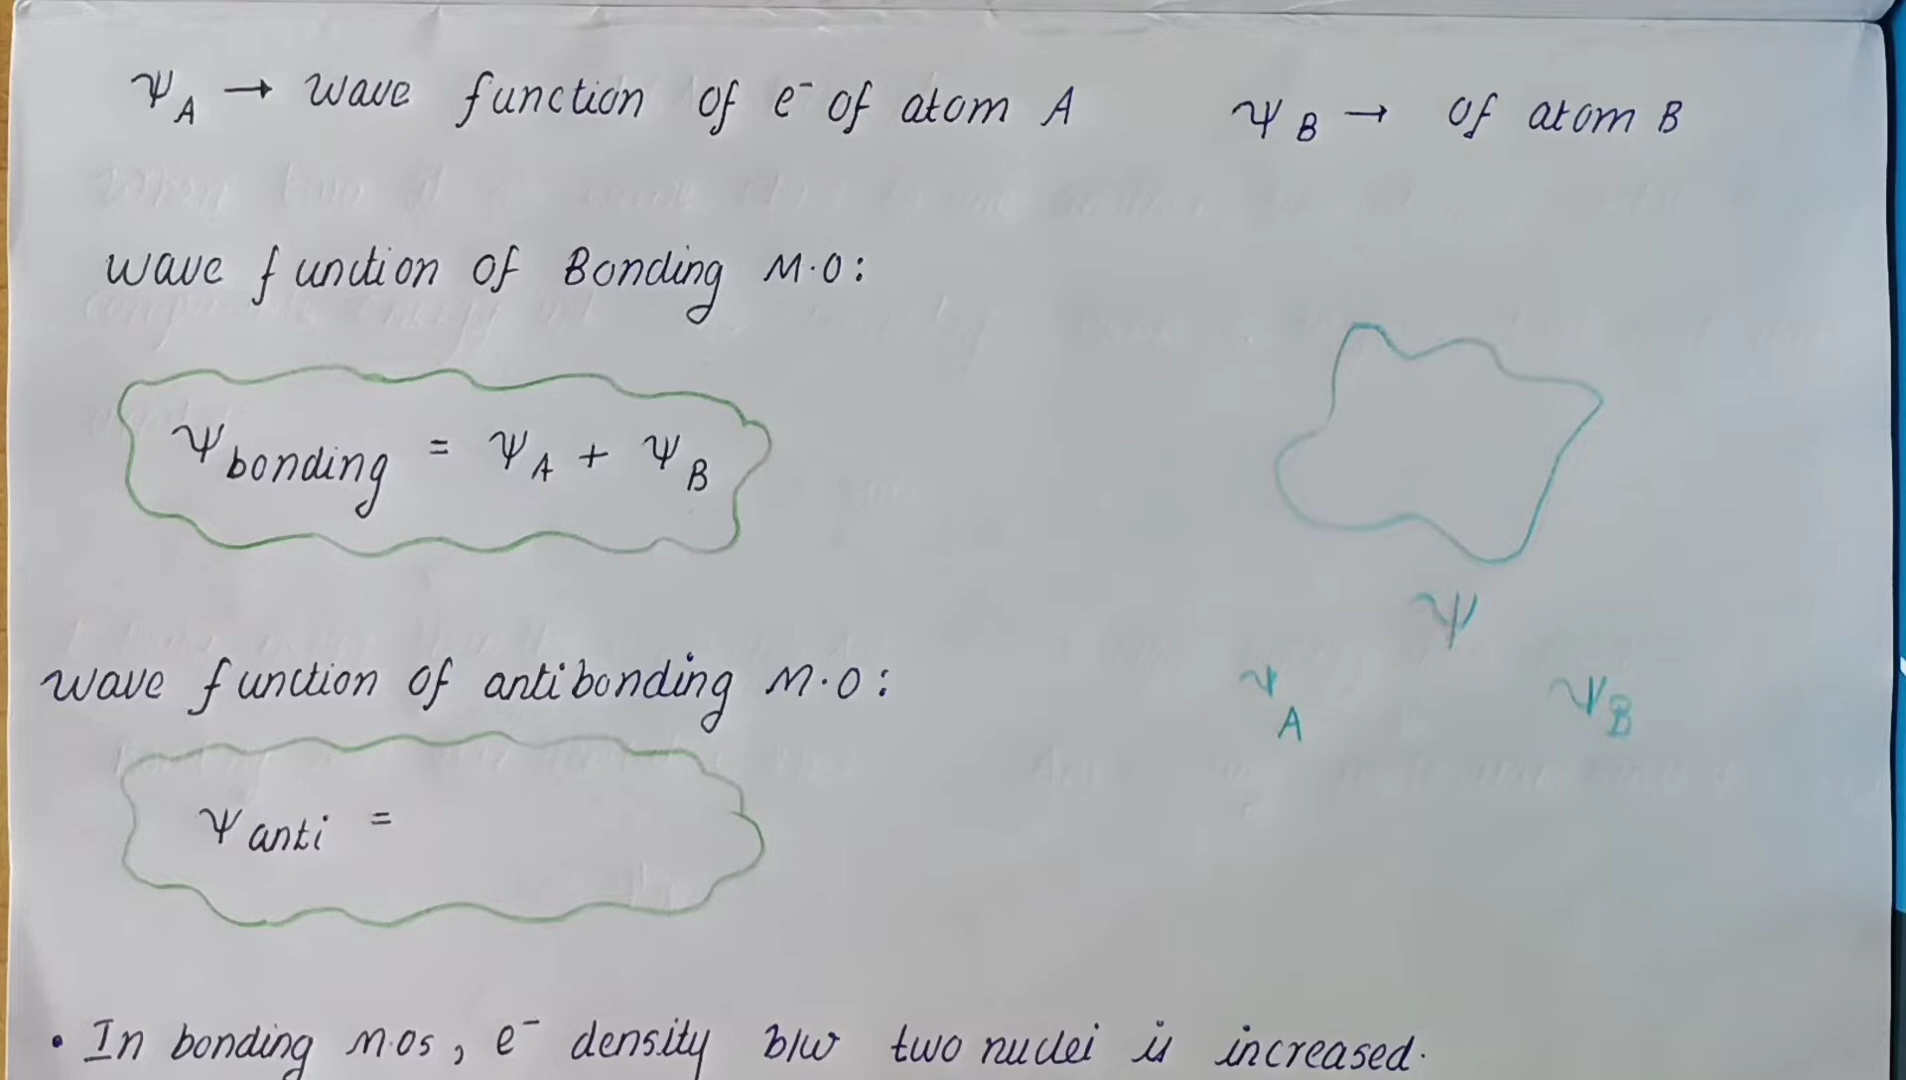 ψA → wave function of e⁻ of atom A ψB → of atom B
wave function of Bonding M.O:
ψbonding = ψA + ψB
ψ
wave function of antibonding M.O:
ψA ψB
ψanti =
• In bonding M.Os, e⁻ density b/w two nuclei is increased.